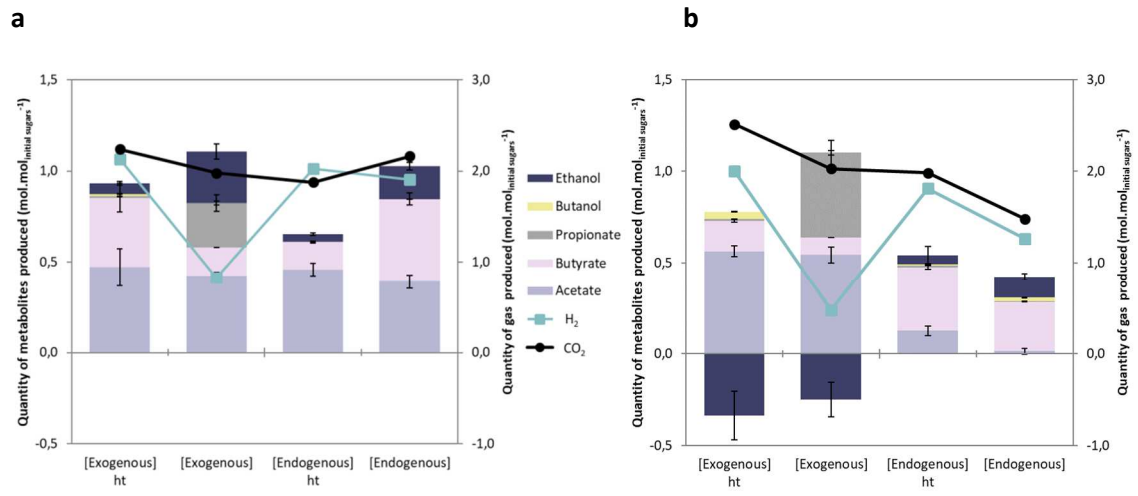 a
b
Quantity of metabolites produced (mol.mol initial sugars -1)
1,5
1,0
0,5
0,0
-0,5
3,0
2,0
1,0
0,0
-1,0
Quantity of gas produced (mol.mol initial sugars -1)
[Exogenous] ht
[Exogenous]
[Endogenous] ht
[Endogenous]
Ethanol
Butanol
Propionate
Butyrate
Acetate
H2
CO2
Quantity of metabolites produced (mol.mol initial sugars -1)
1,5
1,0
0,5
0,0
-0,5
3,0
2,0
1,0
0,0
-1,0
Quantity of gas produced (mol.mol initial sugars -1)
[Exogenous] ht
[Exogenous]
[Endogenous] ht
[Endogenous]